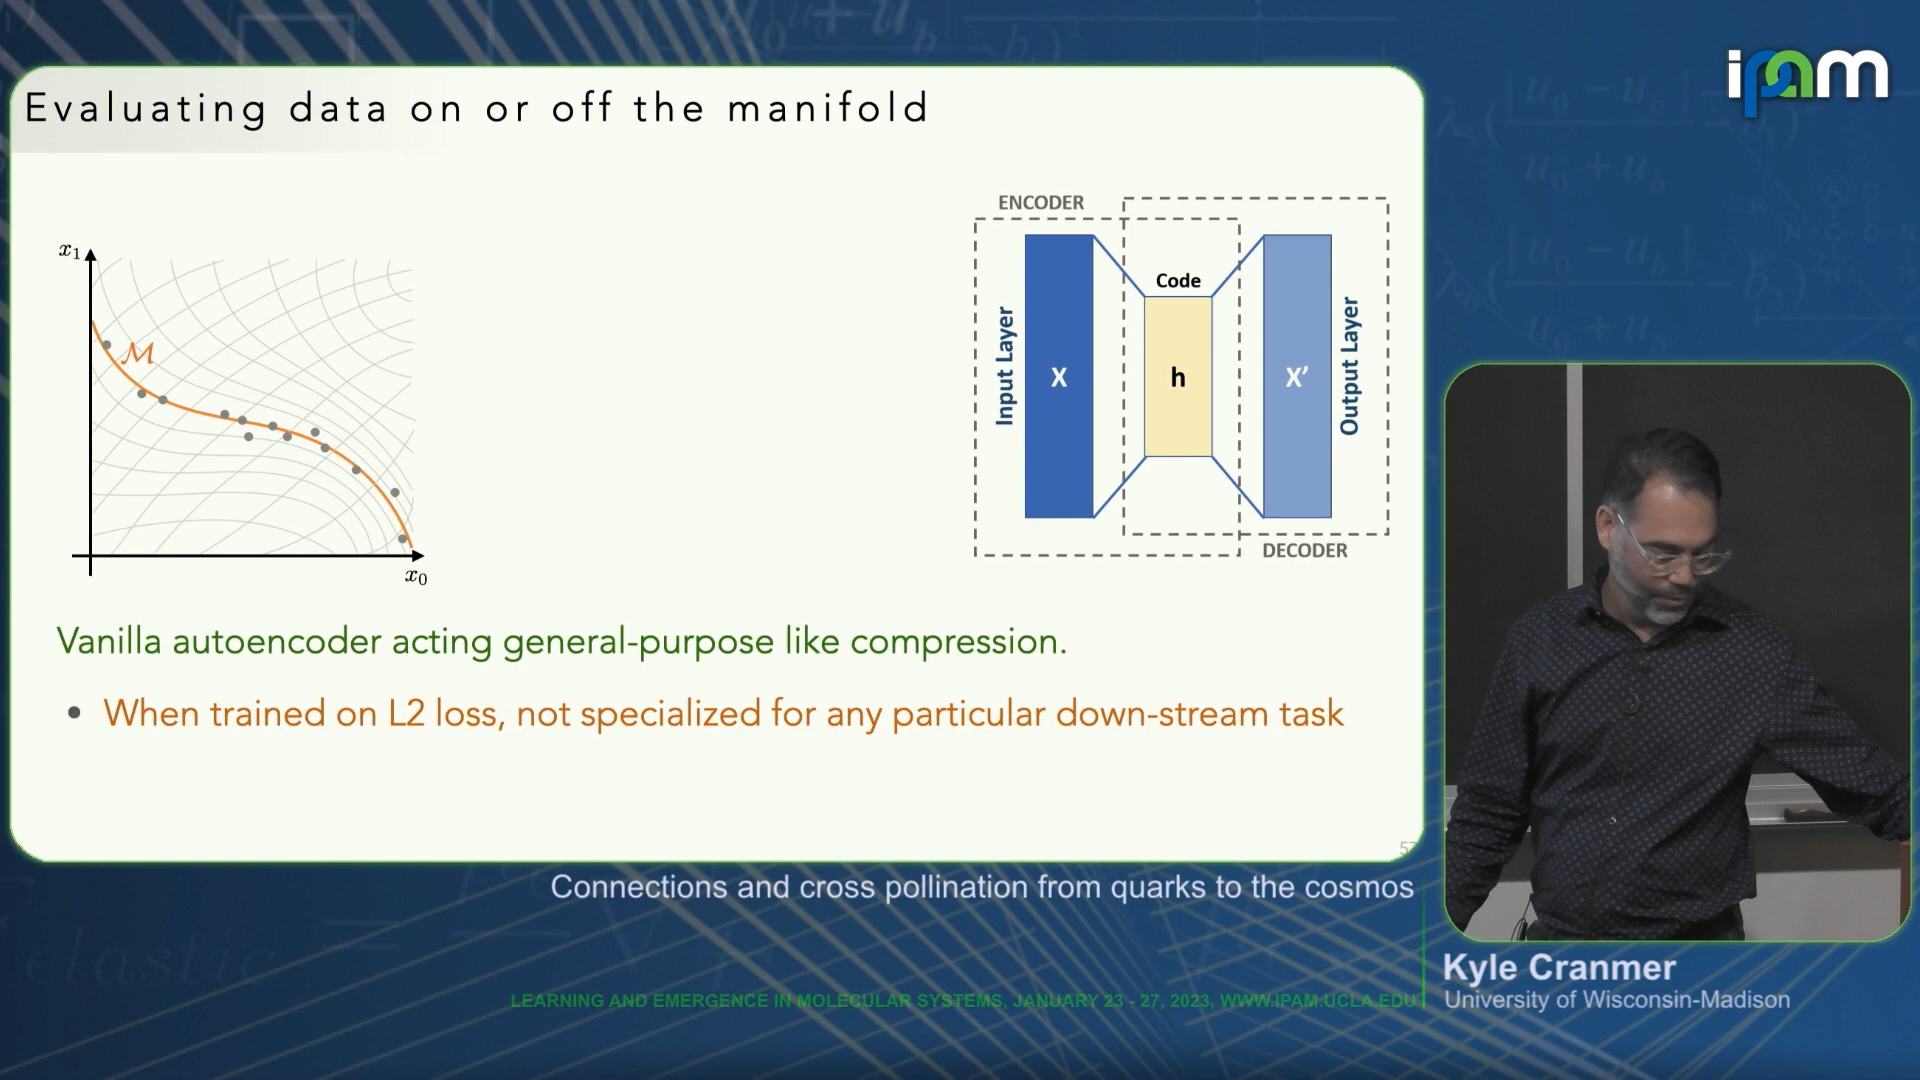 ipam
Evaluating data on or off the manifold
x1
M
x0
ENCODER
Code
Input Layer
X
h
X’
Output Layer
DECODER
Vanilla autoencoder acting general-purpose like compression.
• When trained on L2 loss, not specialized for any particular down-stream task
Connections and cross pollination from quarks to the cosmos
Kyle Cranmer
University of Wisconsin-Madison
LEARNING AND EMERGENCE IN MOLECULAR SYSTEMS, JANUARY 23 - 27, 2023, WWW.IPAM.UCLA.EDU
elastic